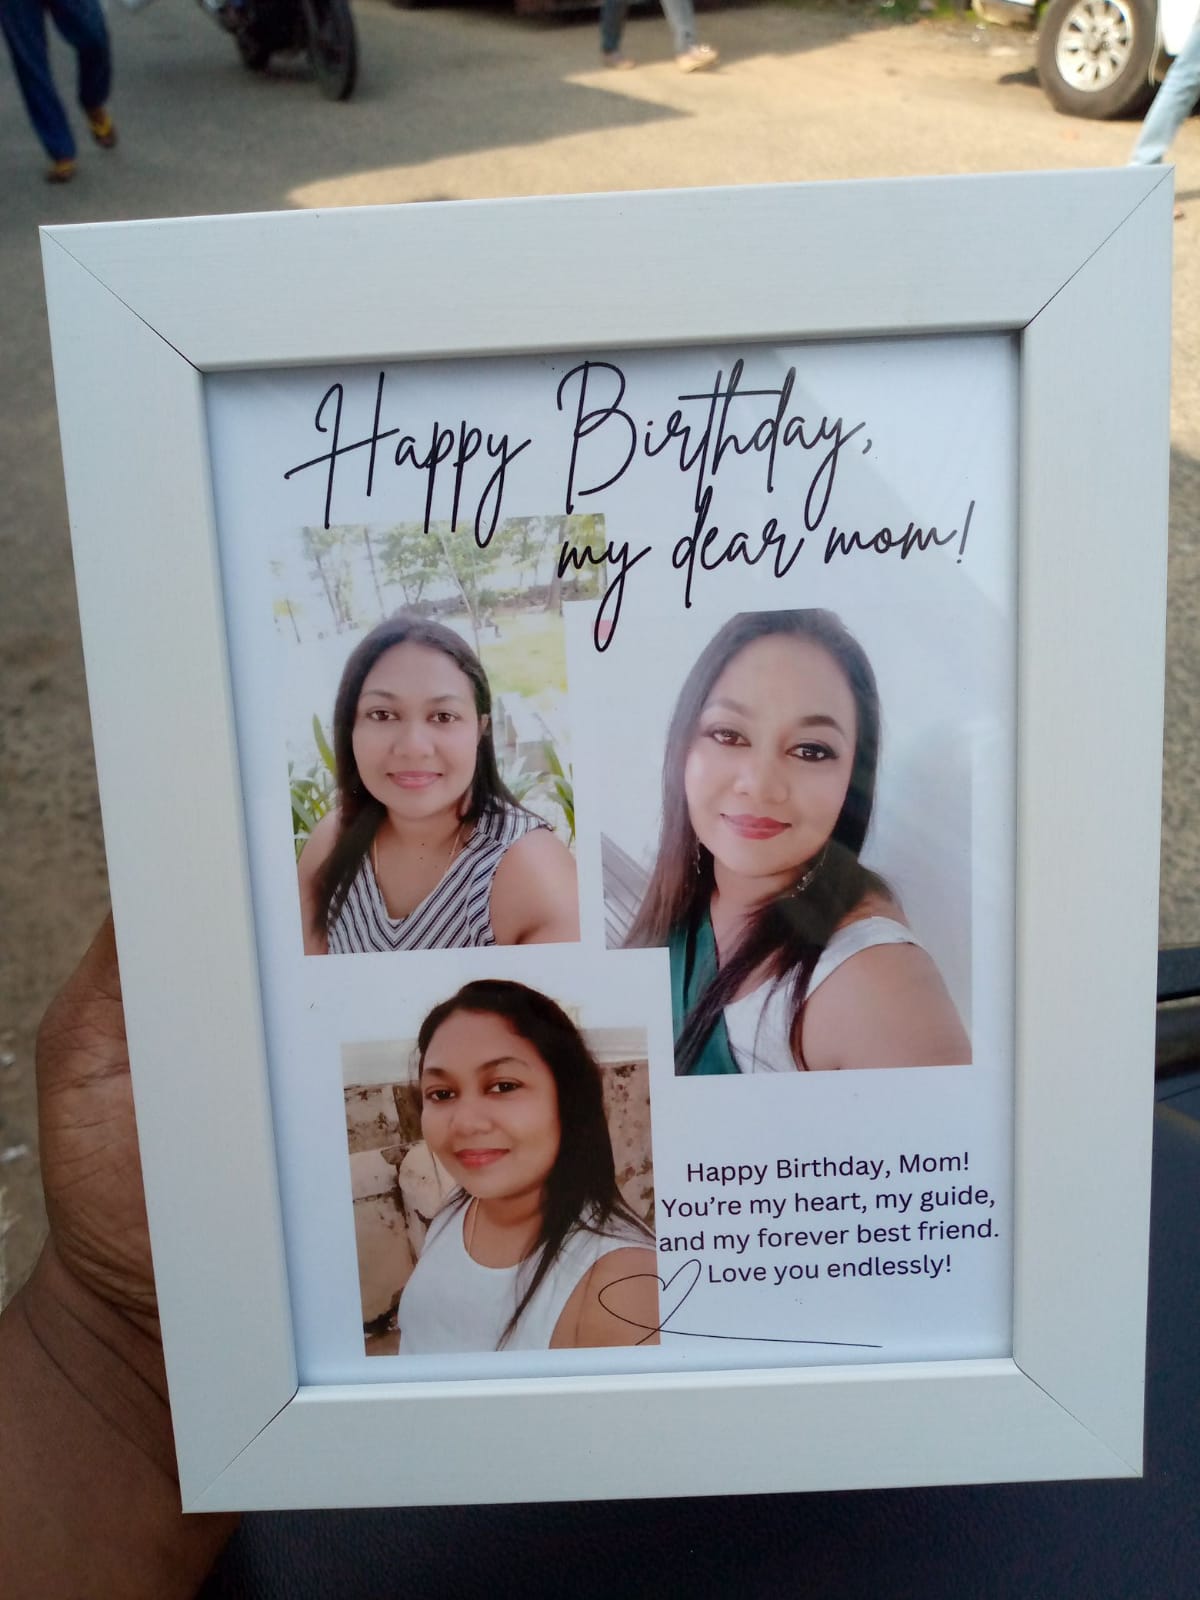 Happy Birthday,
my dear mom!
Happy Birthday, Mom!
You’re my heart, my guide,
and my forever best friend.
Love you endlessly!